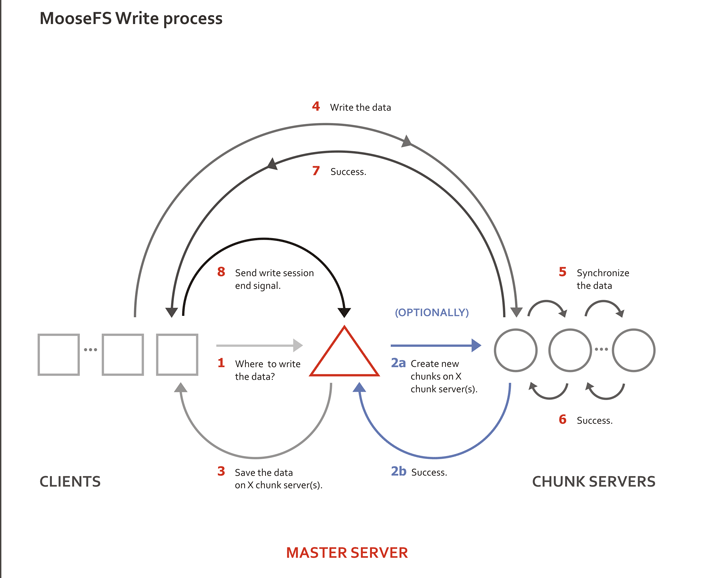 MooseFS Write process
4 Write the data
7 Success.
8 Send write session
end signal.
5 Synchronize
the data
(OPTIONALLY)
1 Where to write
the data?
2a Create new
chunks on X
chunk server(s).
6 Success.
3 Save the data
on X chunk server(s).
2b Success.
CLIENTS
CHUNK SERVERS
MASTER SERVER